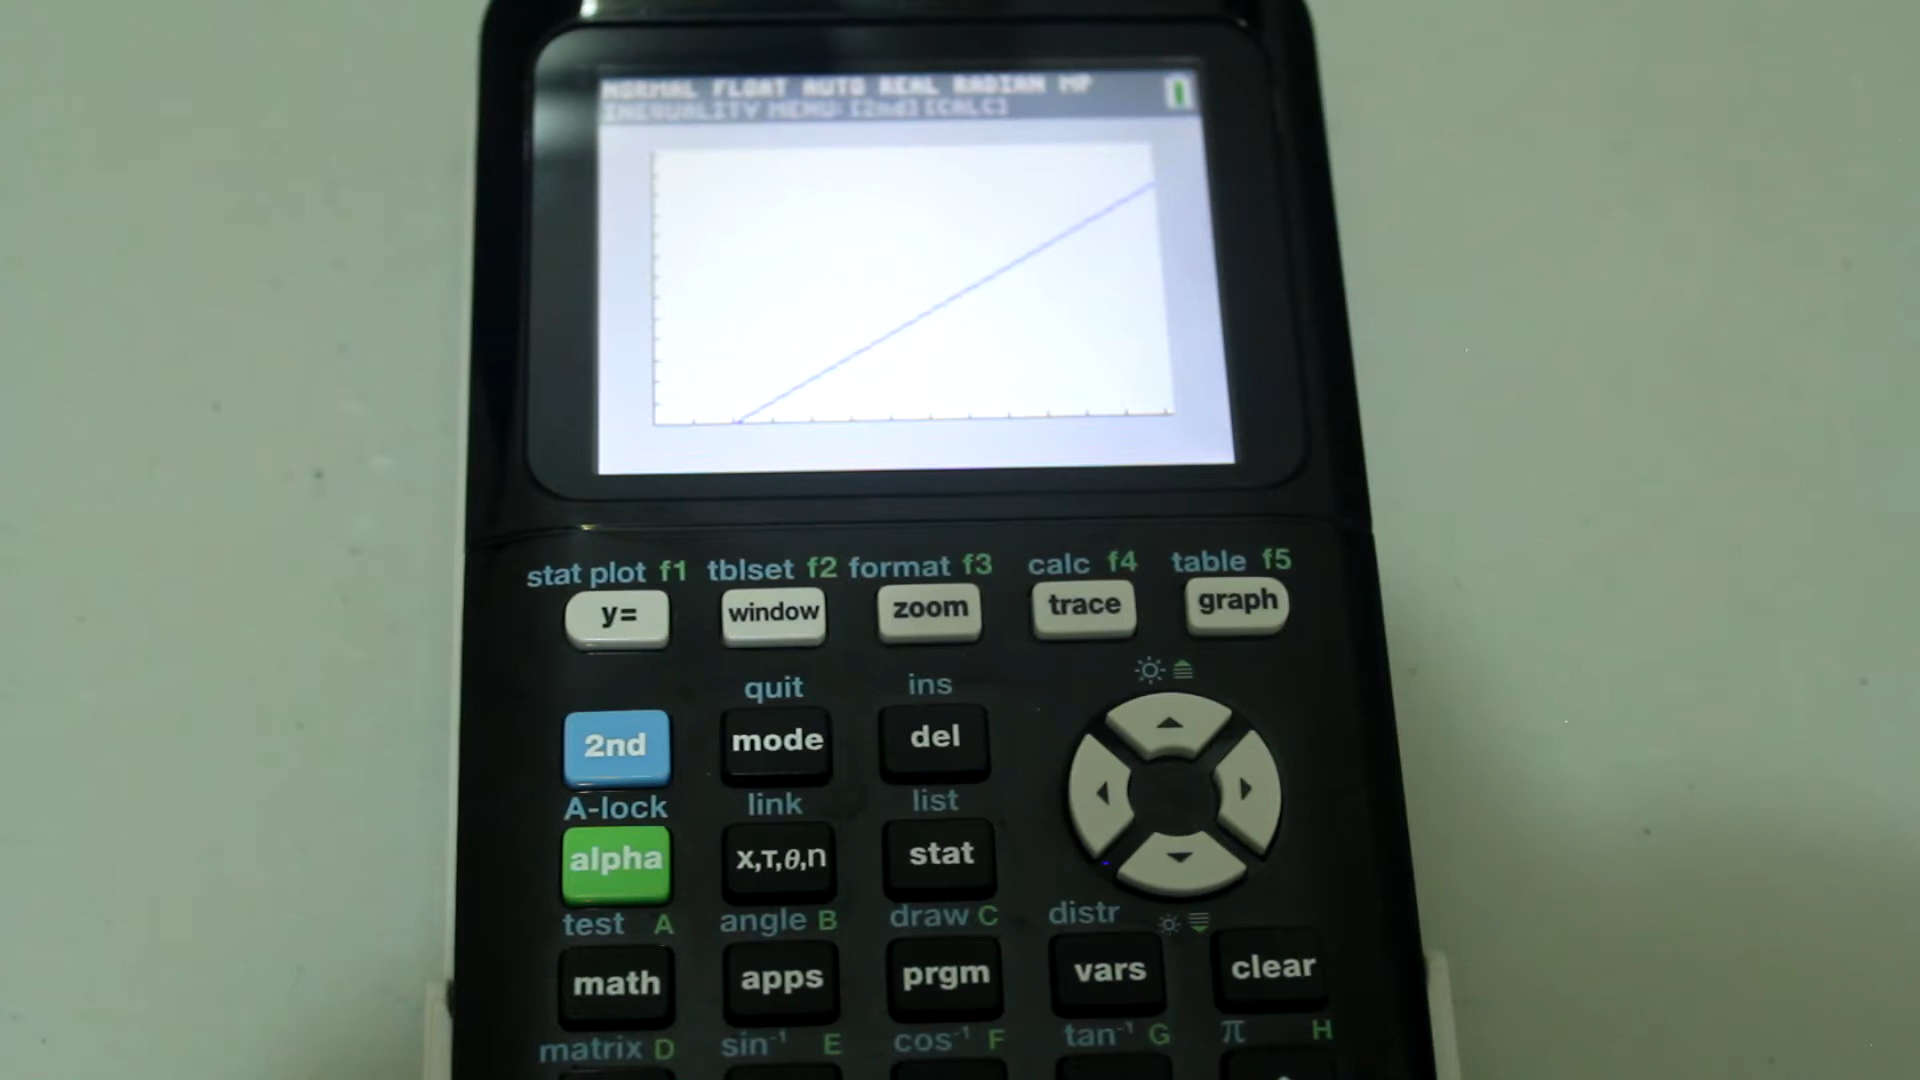 NORMAL FLOAT AUTO REAL RADIAN MP
INEQUALITY MENU:[2nd][CALC]
stat plot f1 tblset f2 format f3 calc f4 table f5
y= window zoom trace graph
quit ins
2nd mode del
A-lock link list
alpha x,T,θ,n stat
test A angle B draw C distr
math apps prgm vars clear
matrix D sin⁻¹ E cos⁻¹ F tan⁻¹ G π H